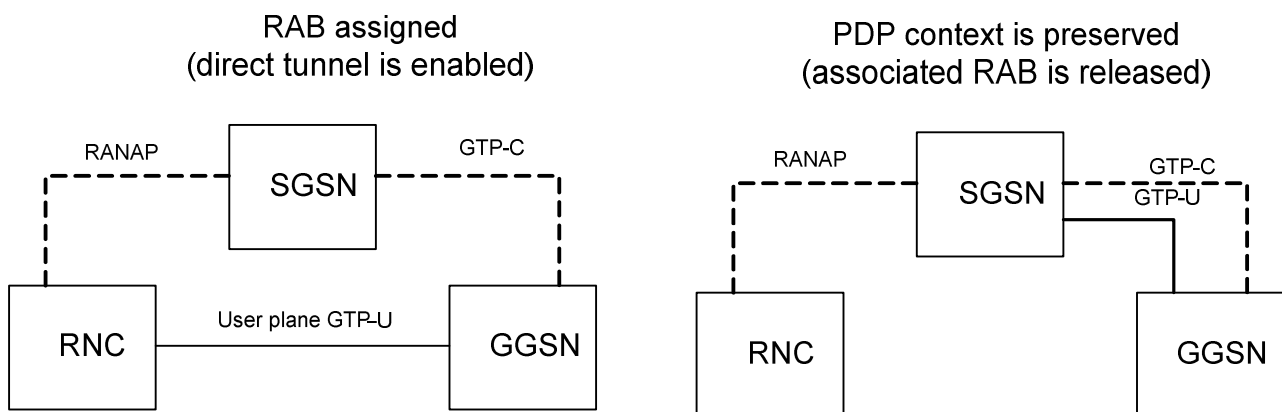 RAB assigned
(direct tunnel is enabled)
RANAP
GTP-C
SGSN
User plane GTP-U
RNC
GGSN
PDP context is preserved
(associated RAB is released)
RANAP
GTP-C
GTP-U
SGSN
RNC
GGSN